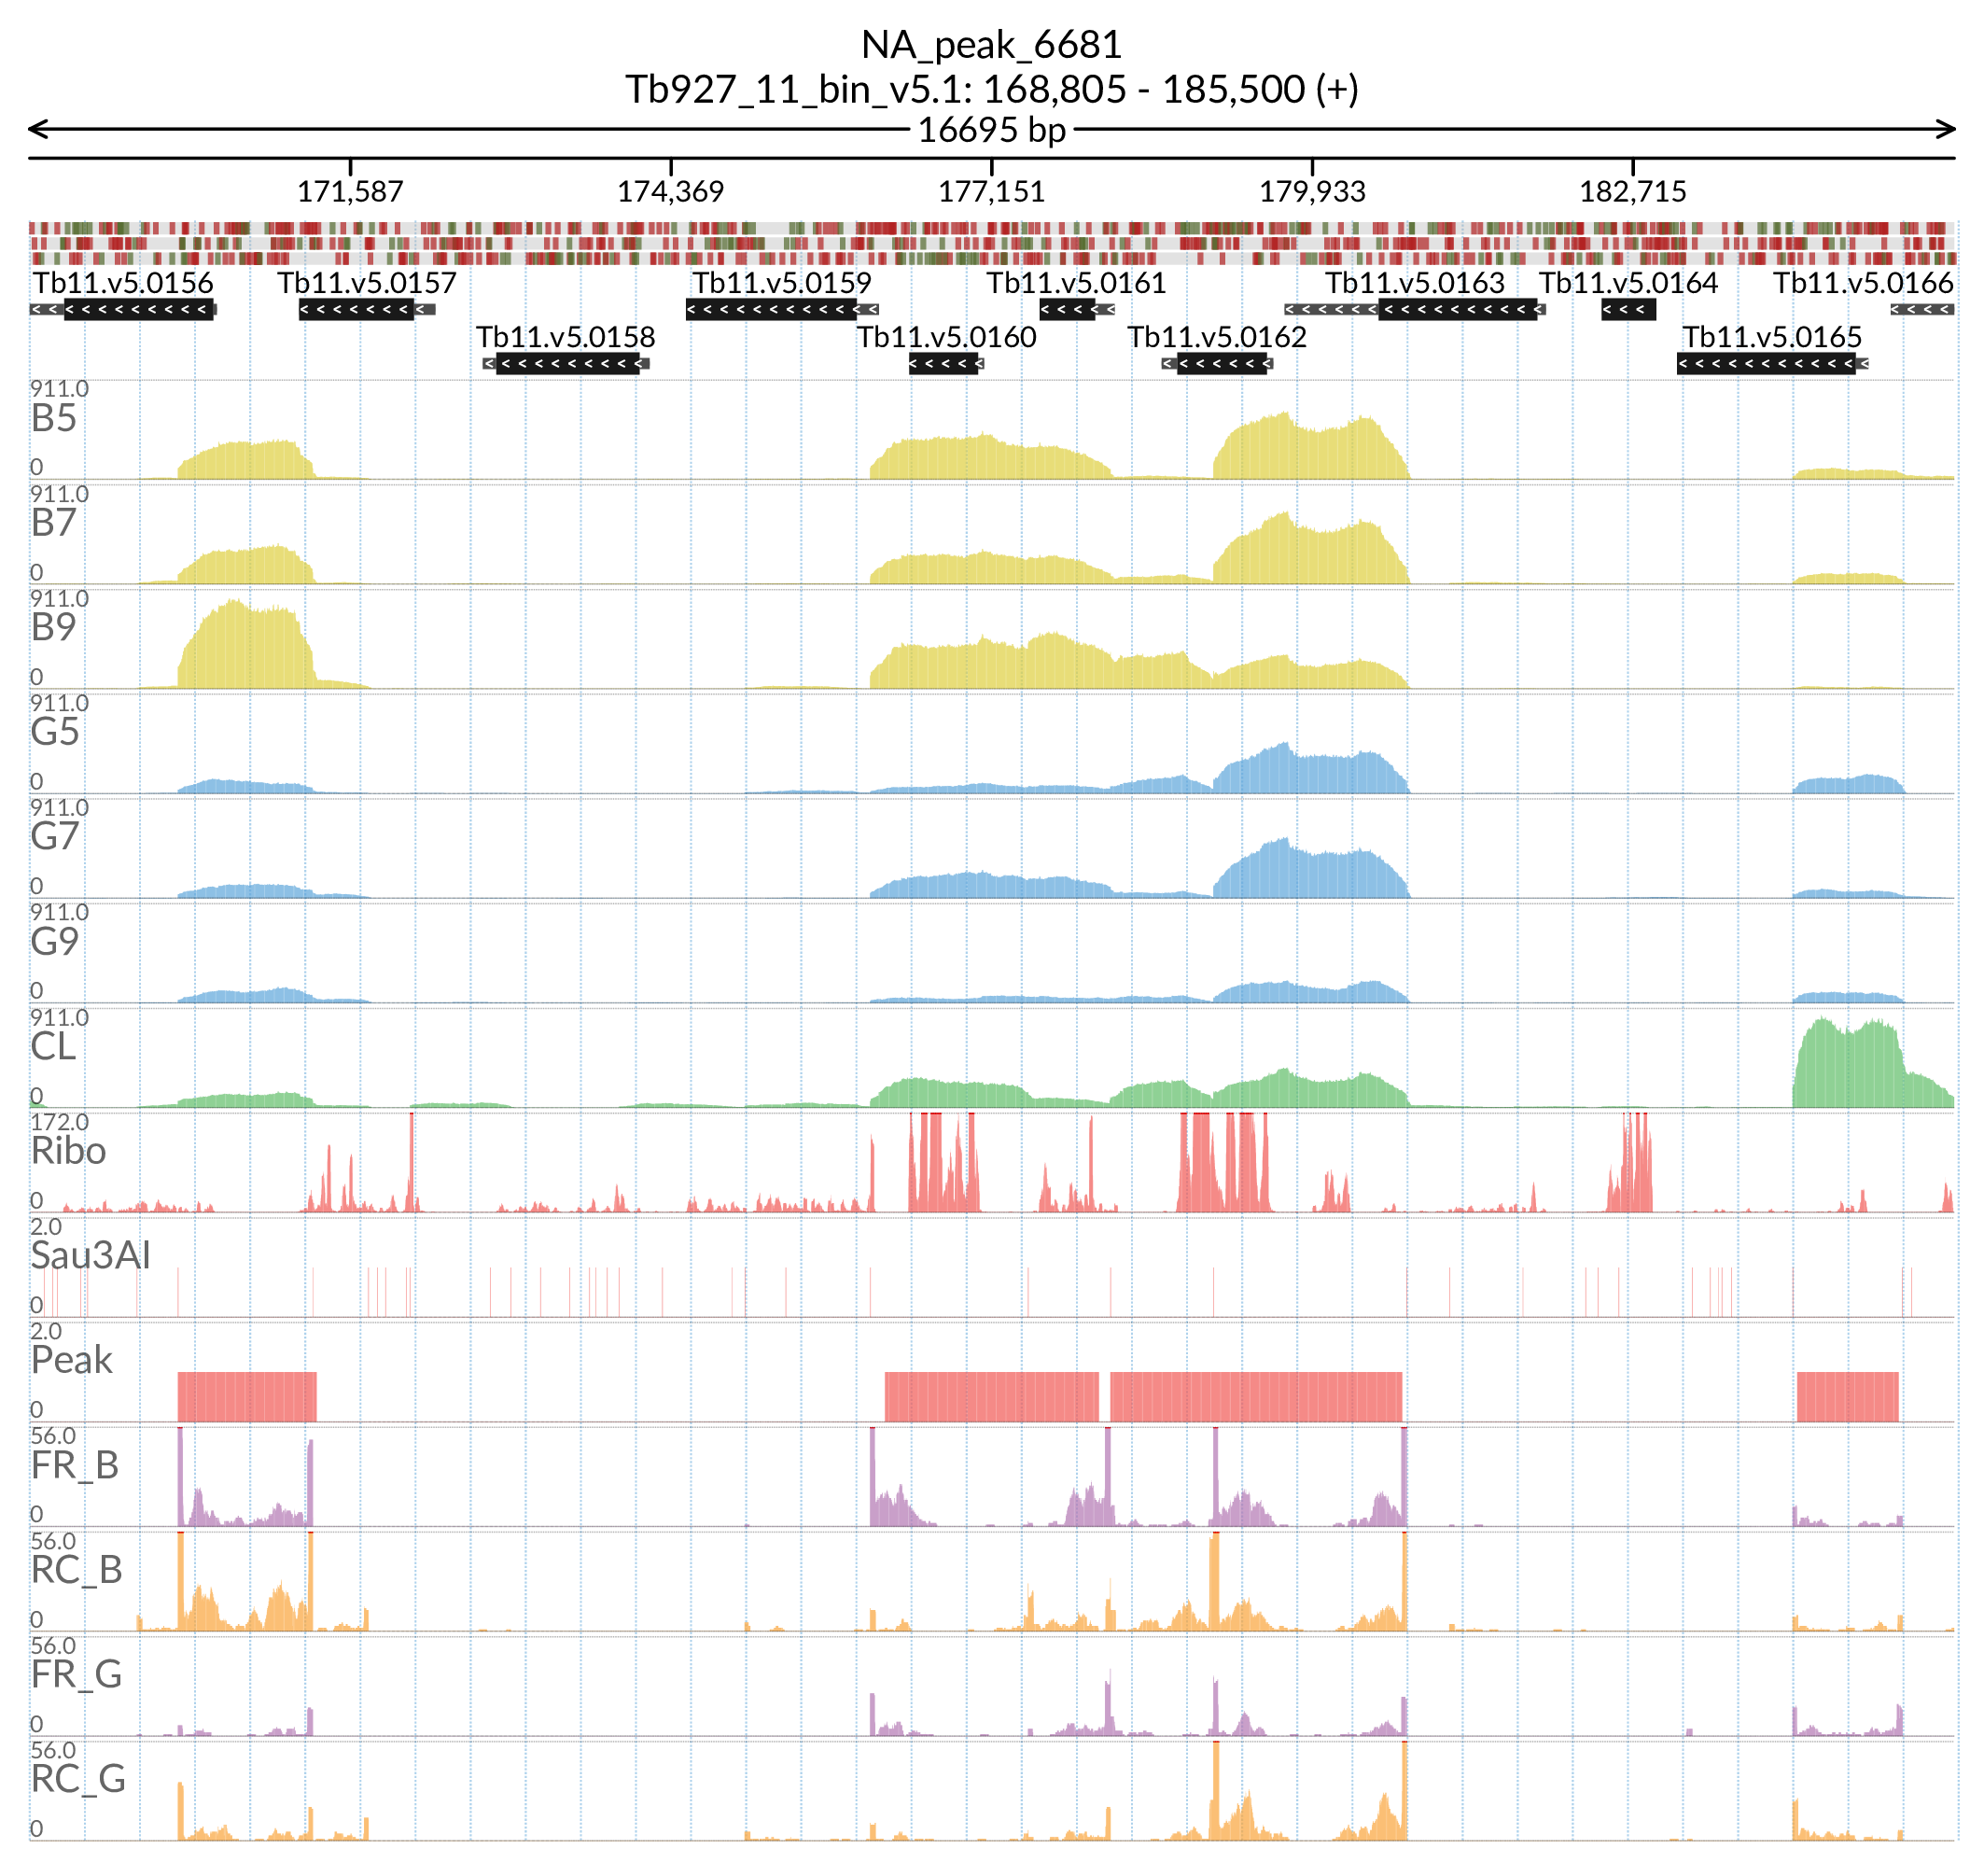 NA_peak_6681
Tb927_11_bin_v5.1: 168,805 - 185,500 (+)
16695 bp
171,587 174,369 177,151 179,933 182,715
Tb11.v5.0156 Tb11.v5.0157 Tb11.v5.0159 Tb11.v5.0161 Tb11.v5.0163 Tb11.v5.0164 Tb11.v5.0166
Tb11.v5.0158 Tb11.v5.0160 Tb11.v5.0162 Tb11.v5.0165
911.0
B5
0
911.0
B7
0
911.0
B9
0
911.0
G5
0
911.0
G7
0
911.0
G9
0
911.0
CL
0
172.0
Ribo
0
2.0
Sau3AI
0
2.0
Peak
0
56.0
FR_B
0
56.0
RC_B
0
56.0
FR_G
0
56.0
RC_G
0